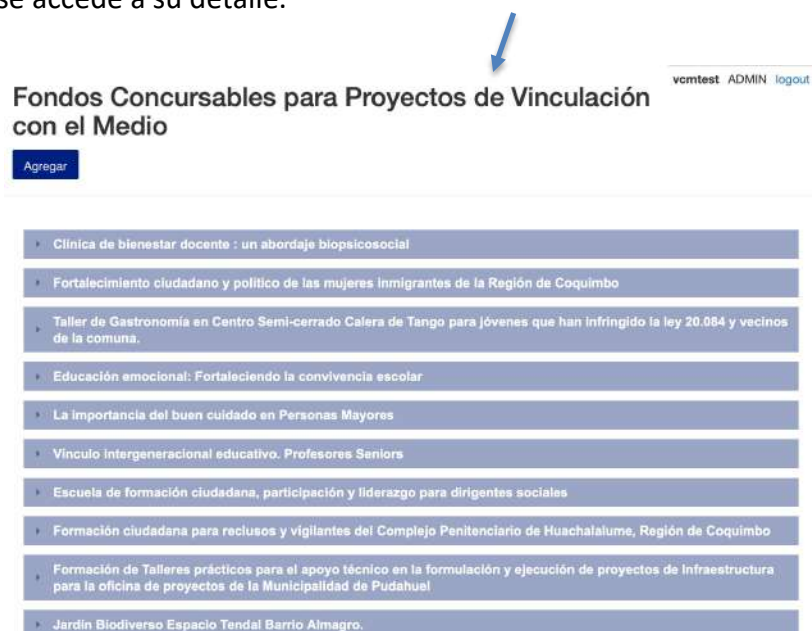 se accede a su detalle.
vcmtest ADMIN logout
Fondos Concursables para Proyectos de Vinculación
con el Medio
Agregar
Clínica de bienestar docente : un abordaje biopsicosocial
Fortalecimiento ciudadano y político de las mujeres inmigrantes de la Región de Coquimbo
Taller de Gastronomía en Centro Semi-cerrado Calera de Tango para jóvenes que han infringido la ley 20.084 y vecinos
de la comuna.
Educación emocional: Fortaleciendo la convivencia escolar
La importancia del buen cuidado en Personas Mayores
Vínculo intergeneracional educativo. Profesores Seniors
Escuela de formación ciudadana, participación y liderazgo para dirigentes sociales
Formación ciudadana para reclusos y vigilantes del Complejo Penitenciario de Huachalalume, Región de Coquimbo
Formación de Talleres prácticos para el apoyo técnico en la formulación y ejecución de proyectos de Infraestructura
para la oficina de proyectos de la Municipalidad de Pudahuel
Jardín Biodiverso Espacio Tendal Barrio Almagro.